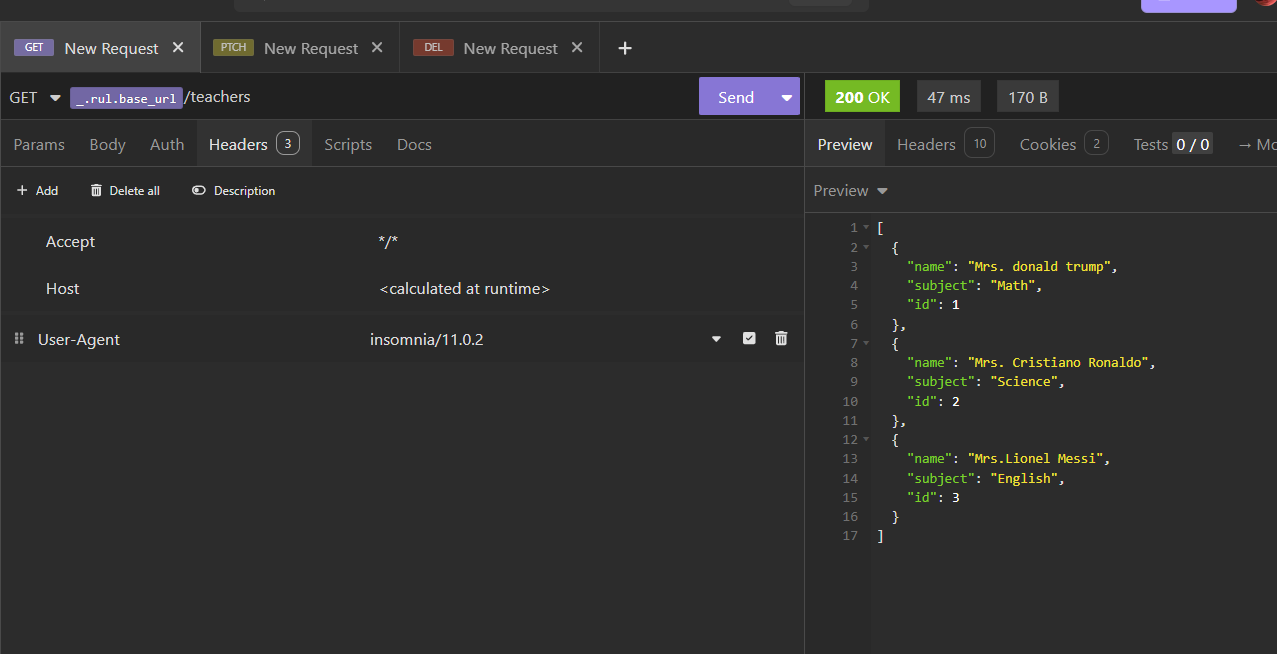 GET New Request × PTCH New Request × DEL New Request × +
GET _.rul.base_url/teachers Send 200 OK 47 ms 170 B
Params Body Auth Headers 3 Scripts Docs
Preview Headers 10 Cookies 2 Tests 0 / 0 → Mo
+ Add Delete all Description
Preview
Accept */*
Host <calculated at runtime>
User-Agent insomnia/11.0.2
1 [
2 {
3 "name": "Mrs. donald trump",
4 "subject": "Math",
5 "id": 1
6 },
7 {
8 "name": "Mrs. Cristiano Ronaldo",
9 "subject": "Science",
10 "id": 2
11 },
12 {
13 "name": "Mrs.Lionel Messi",
14 "subject": "English",
15 "id": 3
16 }
17 ]